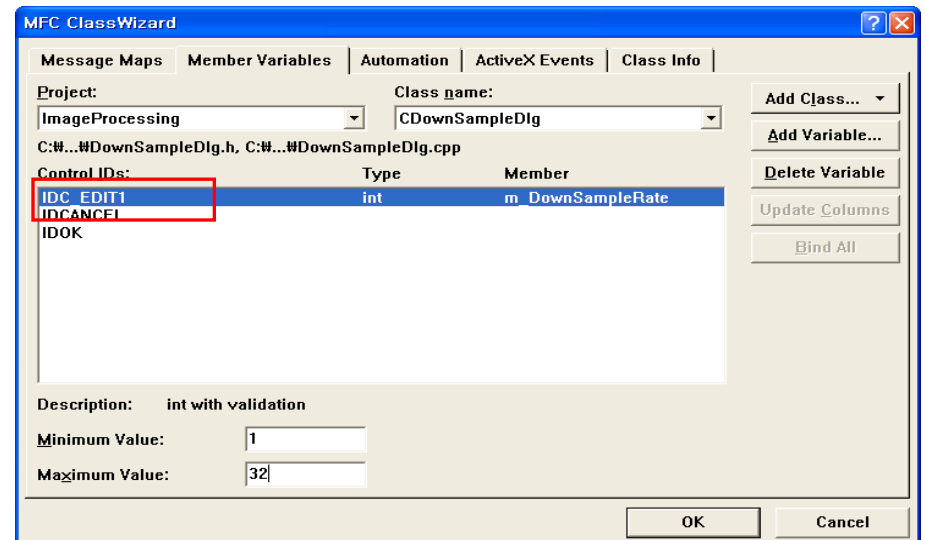 MFC ClassWizard
Message Maps Member Variables Automation ActiveX Events Class Info
Project: Class name:
ImageProcessing CDownSampleDlg
Add Class...
C:₩...₩DownSampleDlg.h, C:₩...₩DownSampleDlg.cpp
Add Variable...
Control IDs: Type Member
Delete Variable
IDC_EDIT1 int m_DownSampleRate
IDCANCEL
Update Columns
IDOK
Bind All
Description: int with validation
Minimum Value: 1
Maximum Value: 32
OK Cancel